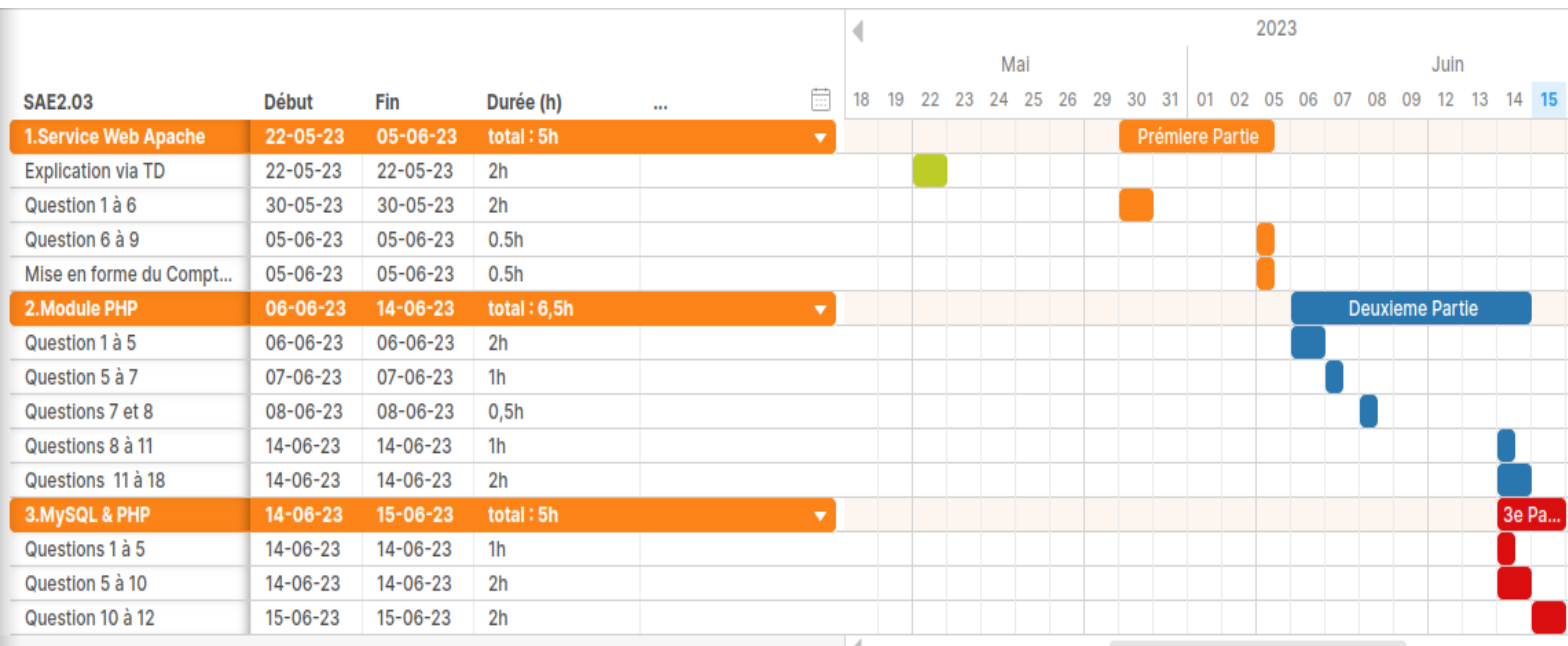 2023
Mai Juin
SAE2.03 Début Fin Durée (h) ... 18 19 22 23 24 25 26 29 30 31 01 02 05 06 07 08 09 12 13 14 15
1.Service Web Apache 22-05-23 05-06-23 total : 5h Prémiere Partie
Explication via TD 22-05-23 22-05-23 2h
Question 1 à 6 30-05-23 30-05-23 2h
Question 6 à 9 05-06-23 05-06-23 0.5h
Mise en forme du Compt... 05-06-23 05-06-23 0.5h
2.Module PHP 06-06-23 14-06-23 total : 6,5h Deuxieme Partie
Question 1 à 5 06-06-23 06-06-23 2h
Question 5 à 7 07-06-23 07-06-23 1h
Questions 7 et 8 08-06-23 08-06-23 0,5h
Questions 8 à 11 14-06-23 14-06-23 1h
Questions 11 à 18 14-06-23 14-06-23 2h
3.MySQL & PHP 14-06-23 15-06-23 total : 5h 3e Pa...
Questions 1 à 5 14-06-23 14-06-23 1h
Question 5 à 10 14-06-23 14-06-23 2h
Question 10 à 12 15-06-23 15-06-23 2h